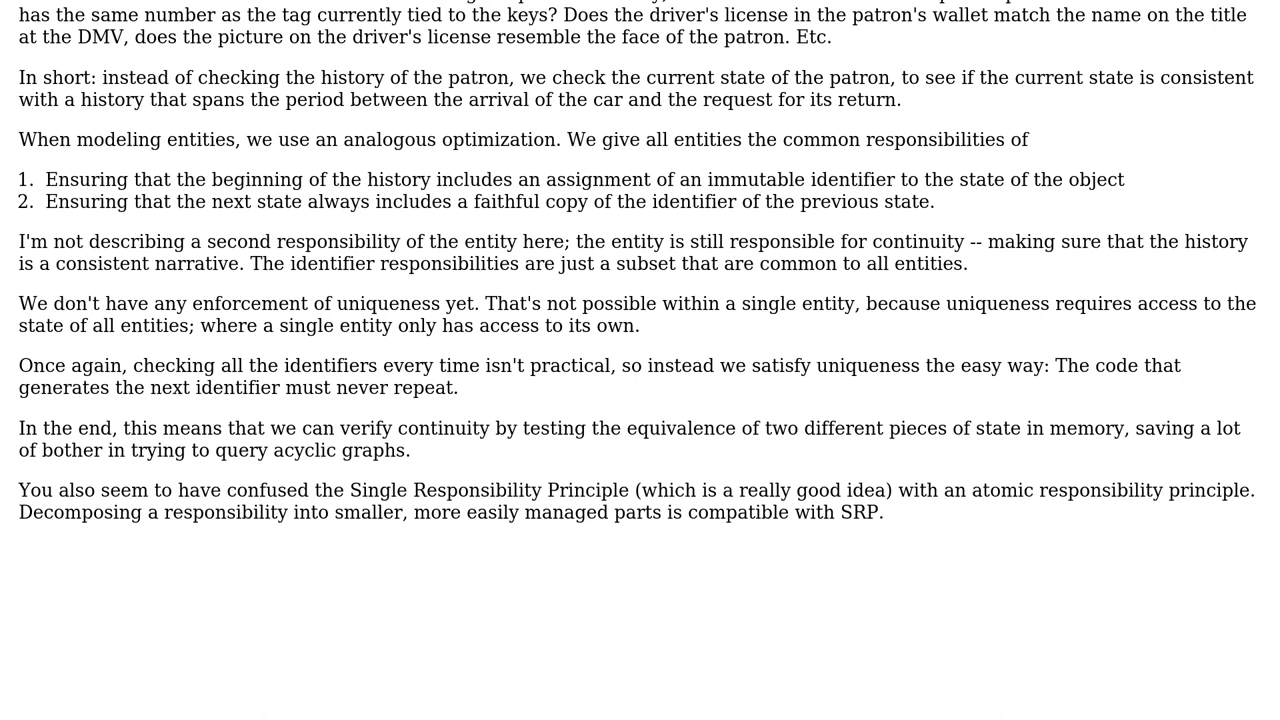 has the same number as the tag currently tied to the keys? Does the driver's license in the patron's wallet match the name on the title
at the DMV, does the picture on the driver's license resemble the face of the patron. Etc.
In short: instead of checking the history of the patron, we check the current state of the patron, to see if the current state is consistent
with a history that spans the period between the arrival of the car and the request for its return.
When modeling entities, we use an analogous optimization. We give all entities the common responsibilities of
1. Ensuring that the beginning of the history includes an assignment of an immutable identifier to the state of the object
2. Ensuring that the next state always includes a faithful copy of the identifier of the previous state.
I'm not describing a second responsibility of the entity here; the entity is still responsible for continuity -- making sure that the history
is a consistent narrative. The identifier responsibilities are just a subset that are common to all entities.
We don't have any enforcement of uniqueness yet. That's not possible within a single entity, because uniqueness requires access to the
state of all entities; where a single entity only has access to its own.
Once again, checking all the identifiers every time isn't practical, so instead we satisfy uniqueness the easy way: The code that
generates the next identifier must never repeat.
In the end, this means that we can verify continuity by testing the equivalence of two different pieces of state in memory, saving a lot
of bother in trying to query acyclic graphs.
You also seem to have confused the Single Responsibility Principle (which is a really good idea) with an atomic responsibility principle.
Decomposing a responsibility into smaller, more easily managed parts is compatible with SRP.